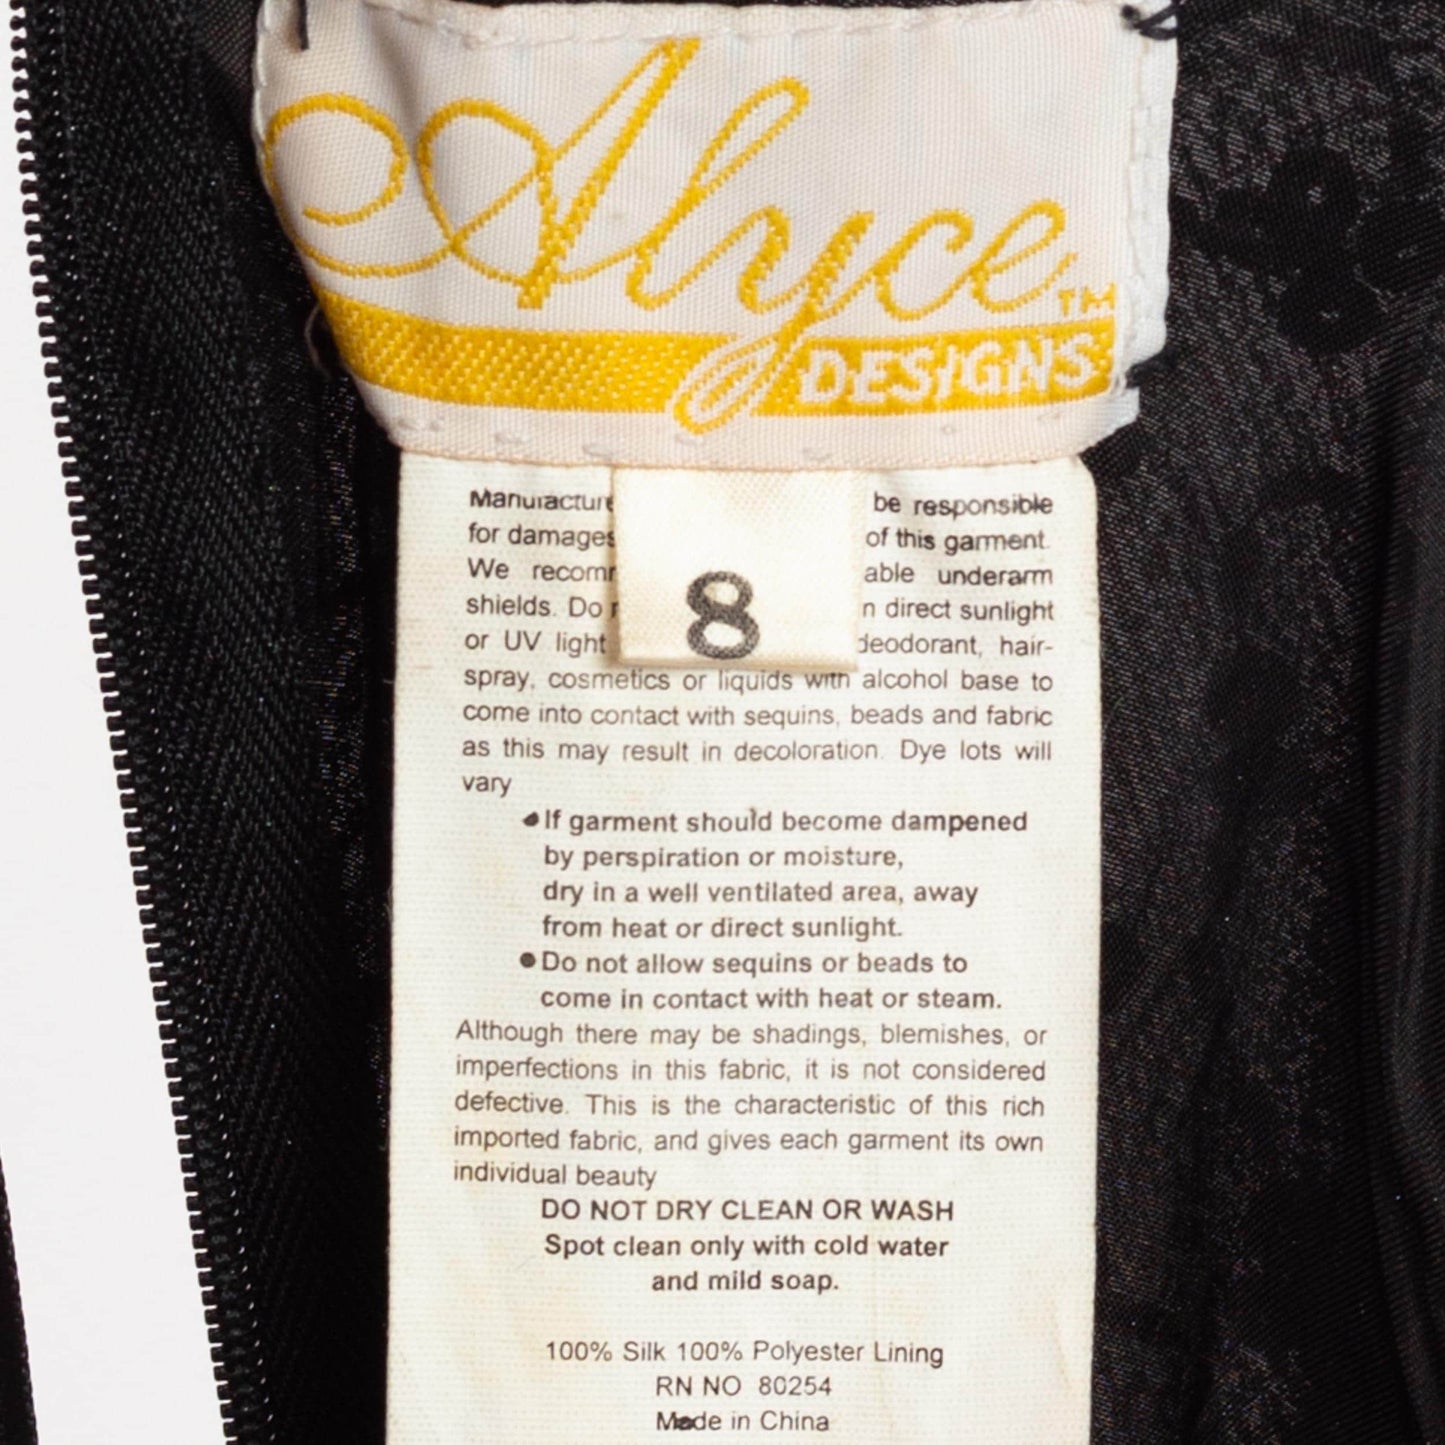 Alyce™
DESIGNS
8
be responsible
for damages of this garment.
We able underarm
shields. Do direct sunlight
or UV light deodorant, hair-
spray, cosmetics or liquids with alcohol base to
come into contact with sequins, beads and fabric
as this may result in decoloration. Dye lots will
vary
•If garment should become dampened
by perspiration or moisture,
dry in a well ventilated area, away
from heat or direct sunlight.
•Do not allow sequins or beads to
come in contact with heat or steam.
Although there may be shadings, blemishes, or
imperfections in this fabric, it is not considered
defective. This is the characteristic of this rich
imported fabric, and gives each garment its own
individual beauty
DO NOT DRY CLEAN OR WASH
Spot clean only with cold water
and mild soap.
100% Silk 100% Polyester Lining
RN NO 80254
Made in China